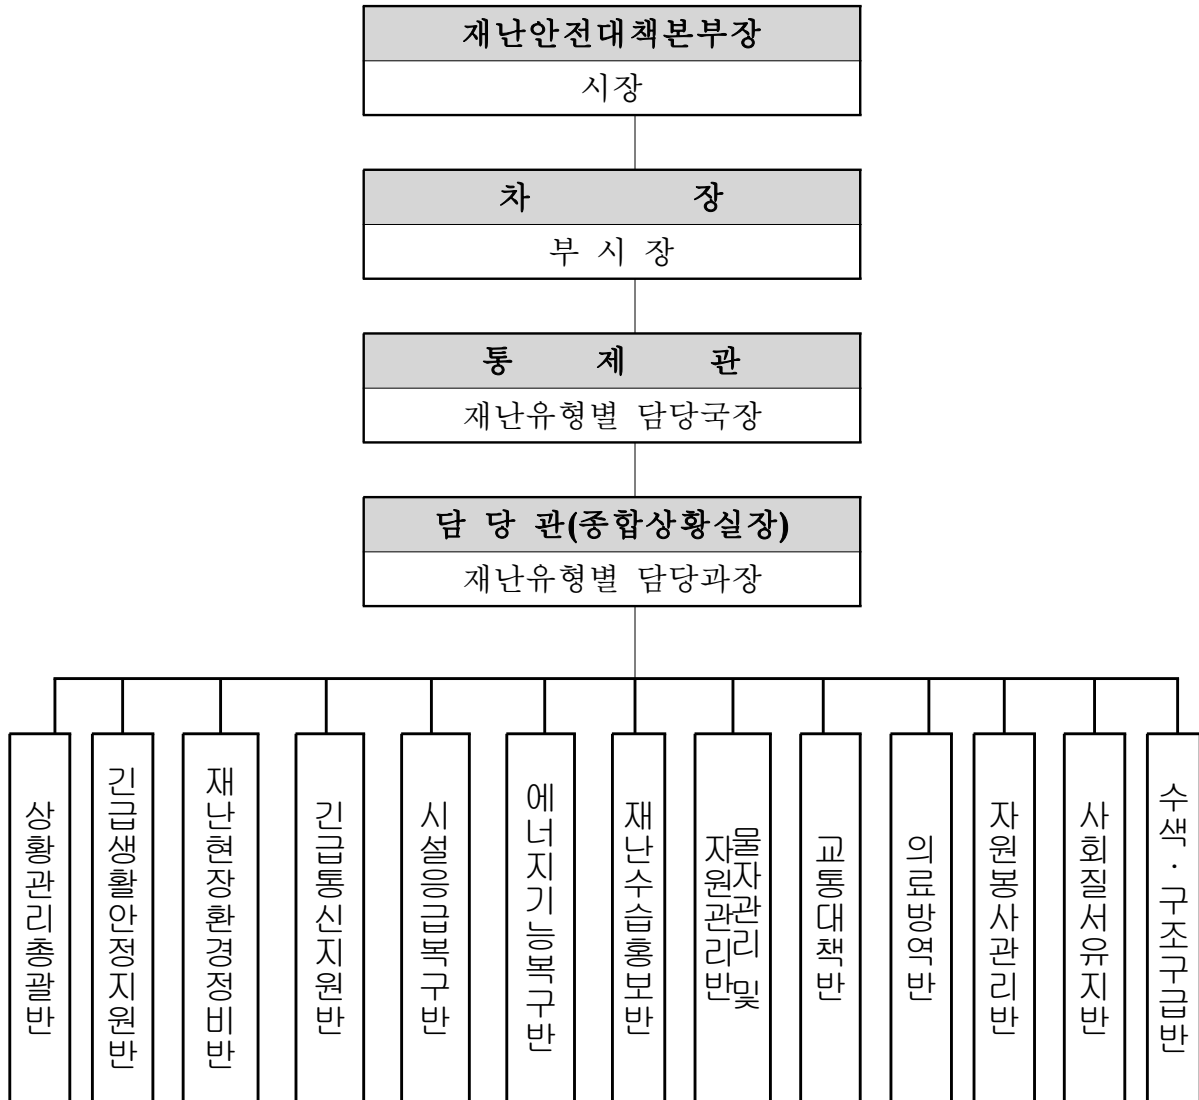 재난안전대책본부장
시장
차 장
부 시 장
통 제 관
재난유형별 담당국장
담 당 관(종합상황실장)
재난유형별 담당과장
상황관리총괄반
긴급생활안정지원반
재난현장환경정비반
긴급통신지원반
시설응급복구반
에너지기능복구반
재난수습홍보반
물자관리 및
자원관리반
교통대책반
의료방역반
자원봉사관리반
사회질서유지반
수색·구조구급반